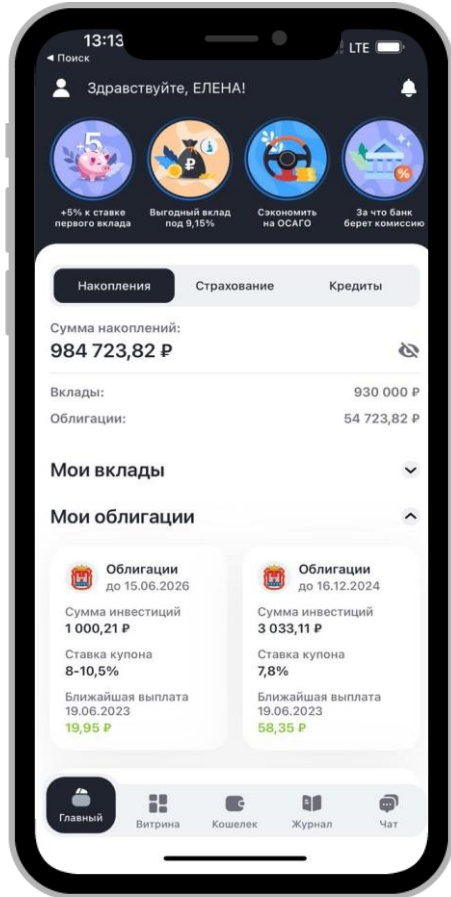 13:13
LTE
◀ Поиск
Здравствуйте, ЕЛЕНА!
+5
₽
%
+5% к ставке
первого вклада
Выгодный вклад
под 9,15%
Сэкономить
на ОСАГО
За что банк
берет комиссию
Накопления
Страхование
Кредиты
Сумма накоплений:
984 723,82 ₽
Вклады:
930 000 ₽
Облигации:
54 723,82 ₽
Мои вклады
Мои облигации
Облигации
до 15.06.2026
Сумма инвестиций
1 000,21 ₽
Ставка купона
8-10,5%
Ближайшая выплата
19.06.2023
19,95 ₽
Облигации
до 16.12.2024
Сумма инвестиций
3 033,11 ₽
Ставка купона
7,8%
Ближайшая выплата
19.06.2023
58,35 ₽
Главный
Витрина
Кошелек
Журнал
Чат